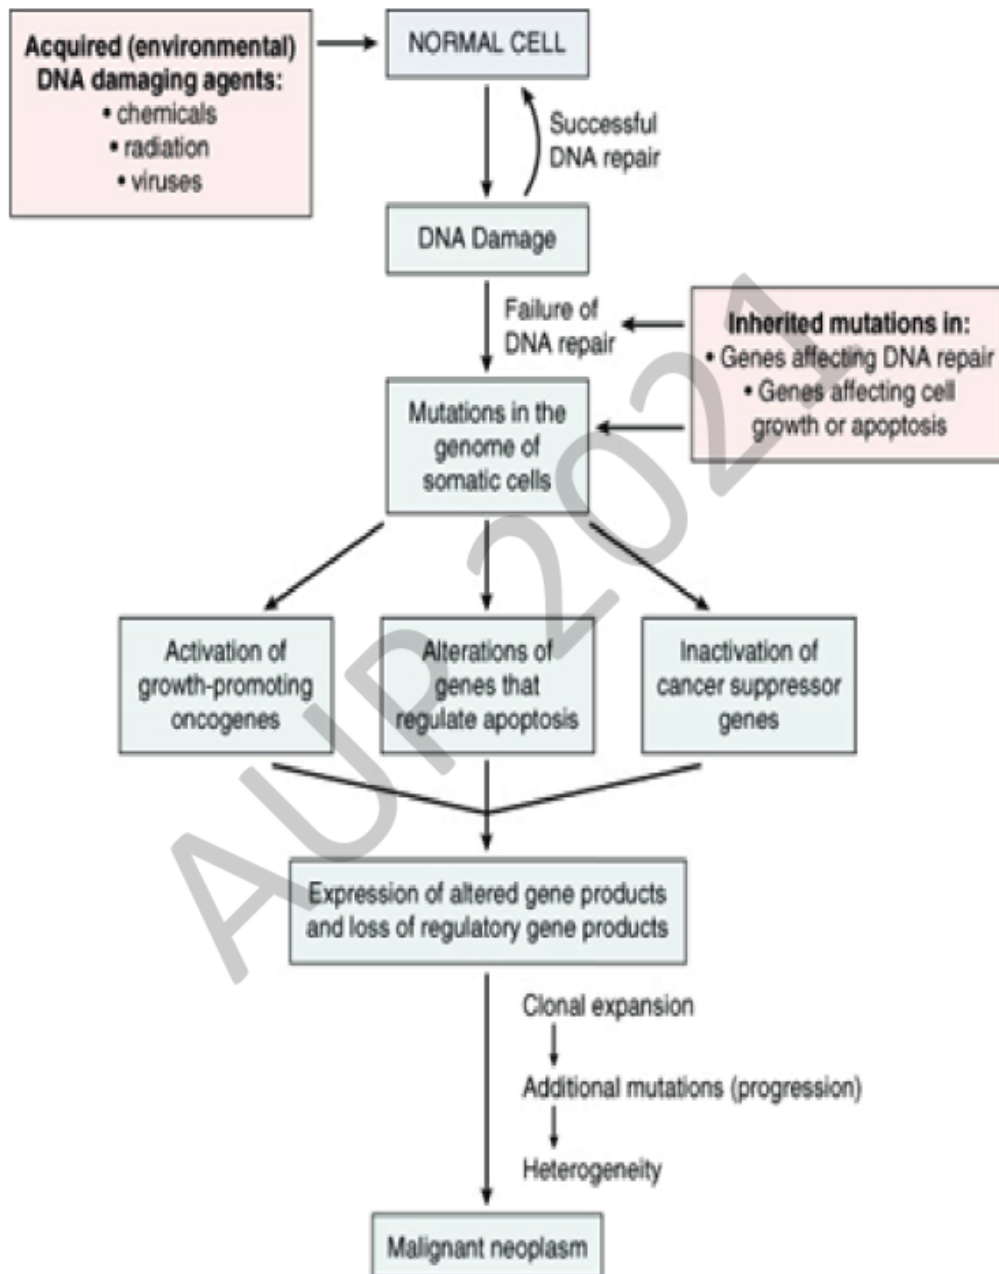 Acquired (environmental)
DNA damaging agents:
• chemicals
• radiation
• viruses
NORMAL CELL
Successful
DNA repair
DNA Damage
Failure of
DNA repair
Inherited mutations in:
• Genes affecting DNA repair
• Genes affecting cell
growth or apoptosis
Mutations in the
genome of
somatic cells
Activation of
growth-promoting
oncogenes
Alterations of
genes that
regulate apoptosis
Inactivation of
cancer suppressor
genes
Expression of altered gene products
and loss of regulatory gene products
Clonal expansion
Additional mutations (progression)
Heterogeneity
Malignant neoplasm
AUP 2021